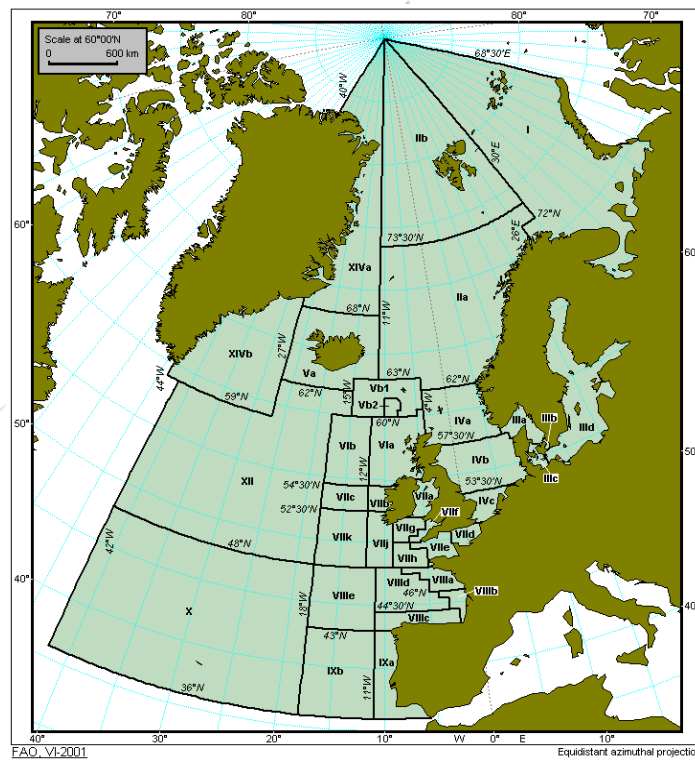 70° 80° 80° 70°
Scale at 60°00'N
0 600 km
68°30'E
40°W
I
IIb
30°E
60°
72°N
26°E
73°30'N
60°
XIVa
IIa
11°W
68°N
27°W
XIVb
Va
63°N
44°W
59°N
62°N
15°W
Vb1
62°N
Vb2
4°W
60°N
IVa
IIIa
IIIb
IIId
50°
57°30'N
VIb
VIa
50°
IVb
12°W
IIIc
XII
54°30'N
53°30'N
VIIc
VIIb
VIIa
IVc
52°30'N
VIIf
VIIg
VIId
42°W
48°N
VIIk
VIIj
VIIe
VIIh
40°
VIIId
VIIIa
46°N
VIIIb
VIIIe
44°30'N
40°
X
18°W
VIIIc
43°N
IXb
IXa
11°W
36°N
40° 30° 20° 10° W 0° E 10°
FAO, VI-2001
Equidistant azimuthal projectio